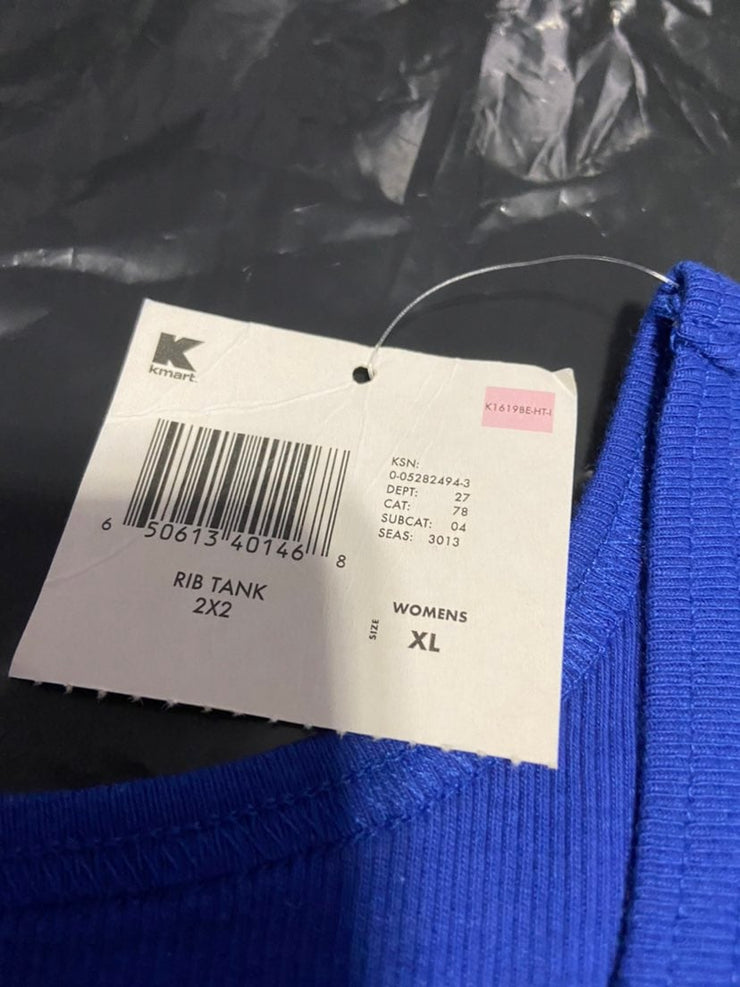 K
kmart
K1619BE-HT-I
KSN:
0-05282494-3
DEPT: 27
CAT: 78
SUBCAT: 04
SEAS: 3013
6 50613 40146 8
RIB TANK
2X2
WOMENS
SIZE XL